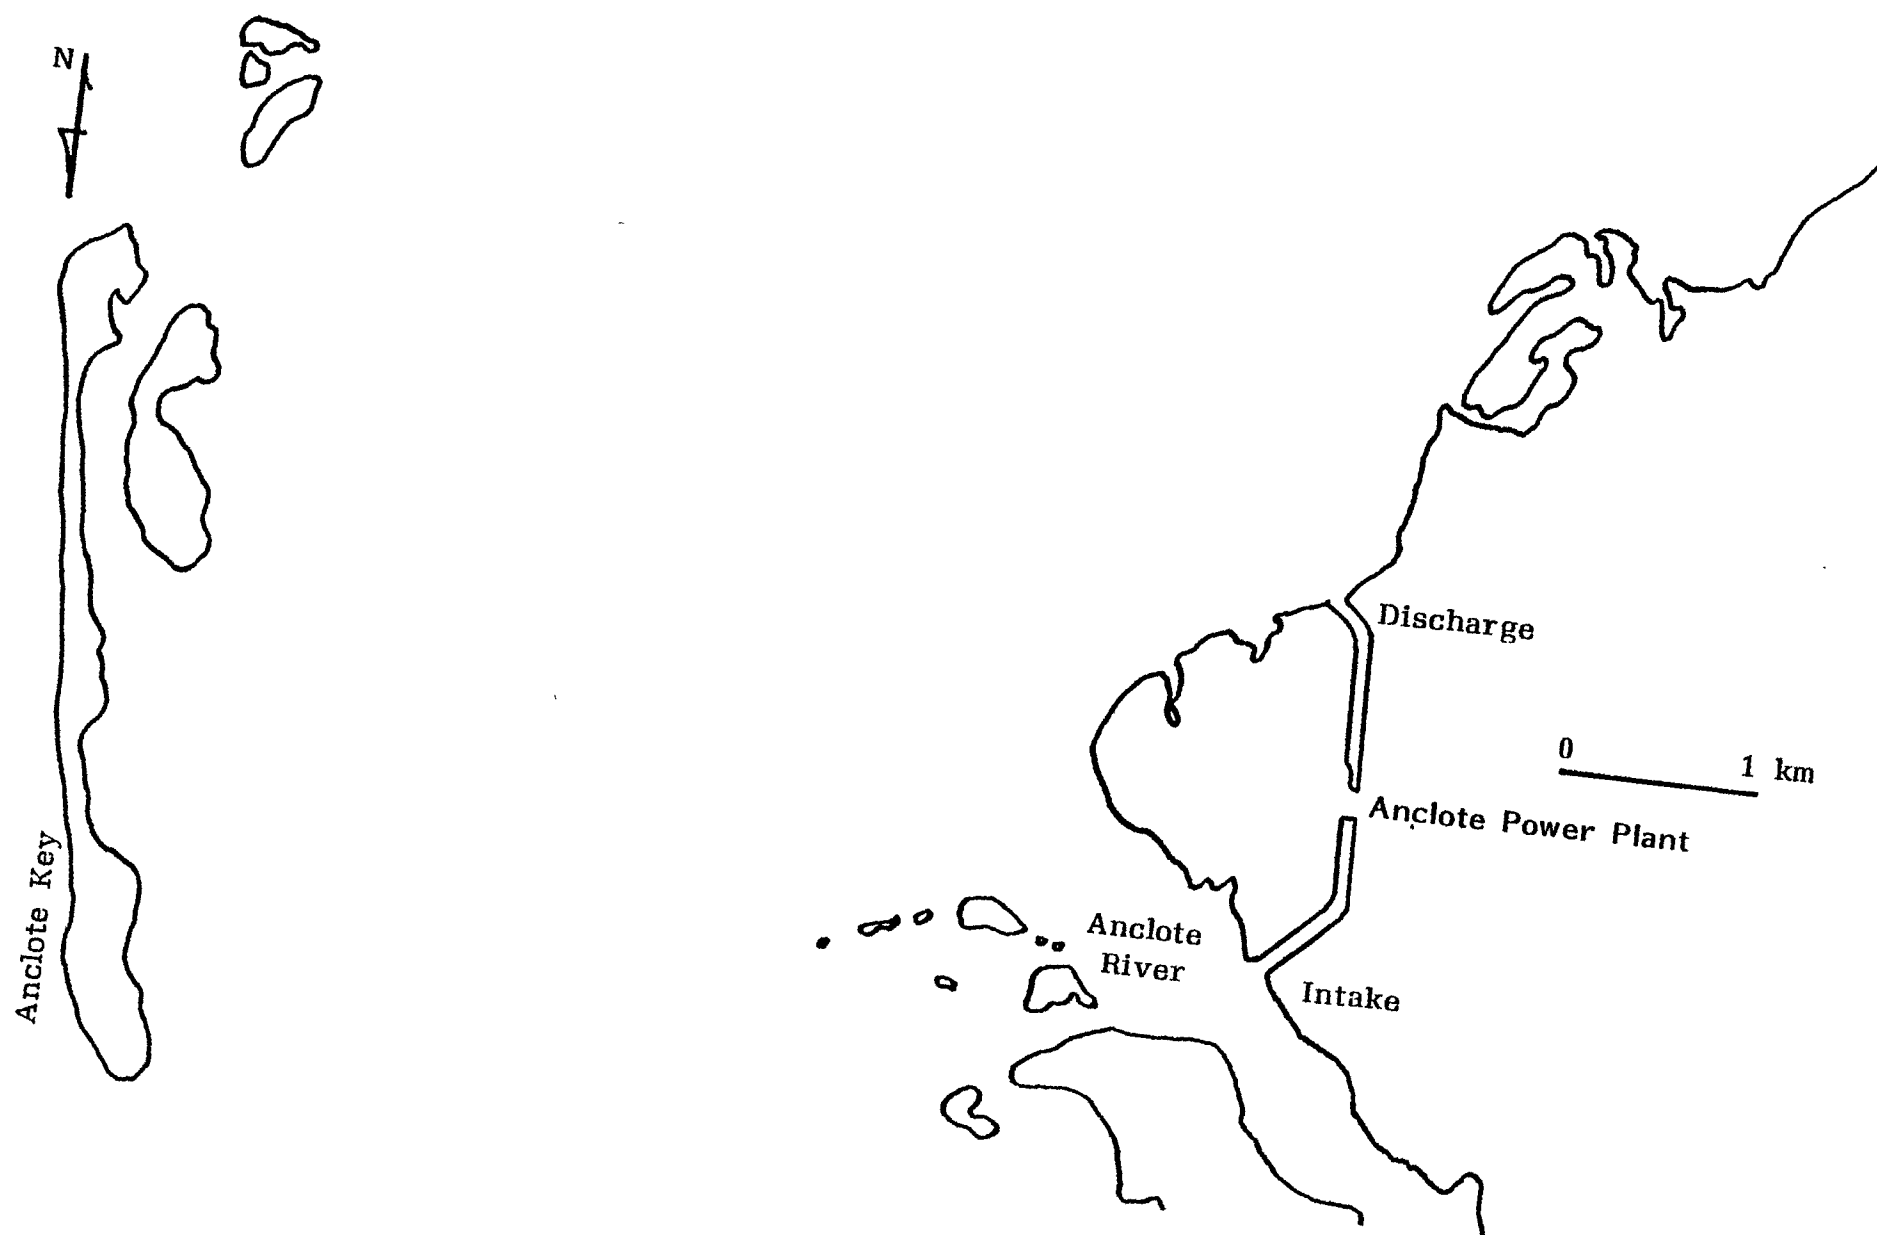 N
Discharge
0 1 km
Anclote Power Plant
Anclote Key
Anclote
River
Intake